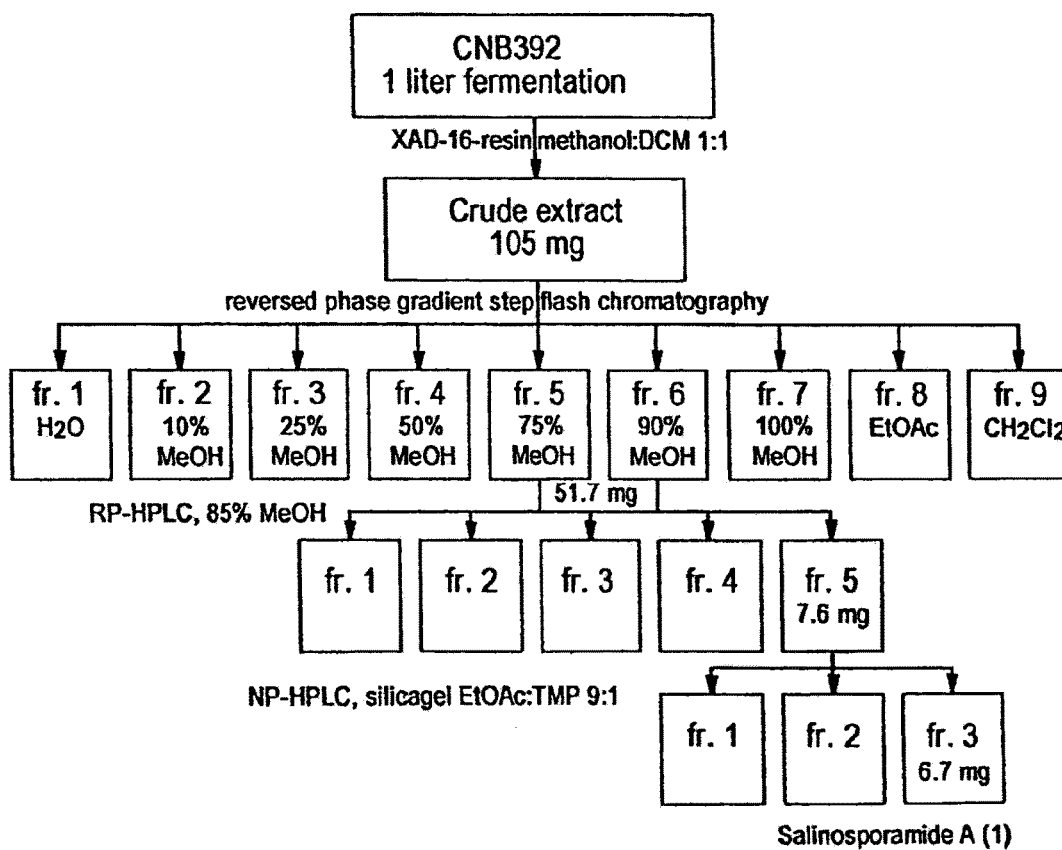 CNB392
1 liter fermentation
XAD-16-resin methanol:DCM 1:1
Crude extract
105 mg
reversed phase gradient step flash chromatography
fr. 1
H2O
fr. 2
10%
MeOH
fr. 3
25%
MeOH
fr. 4
50%
MeOH
fr. 5
75%
MeOH
fr. 6
90%
MeOH
fr. 7
100%
MeOH
fr. 8
EtOAc
fr. 9
CH2Cl2
51.7 mg
RP-HPLC, 85% MeOH
fr. 1
fr. 2
fr. 3
fr. 4
fr. 5
7.6 mg
NP-HPLC, silicagel EtOAc:TMP 9:1
fr. 1
fr. 2
fr. 3
6.7 mg
Salinosporamide A (1)